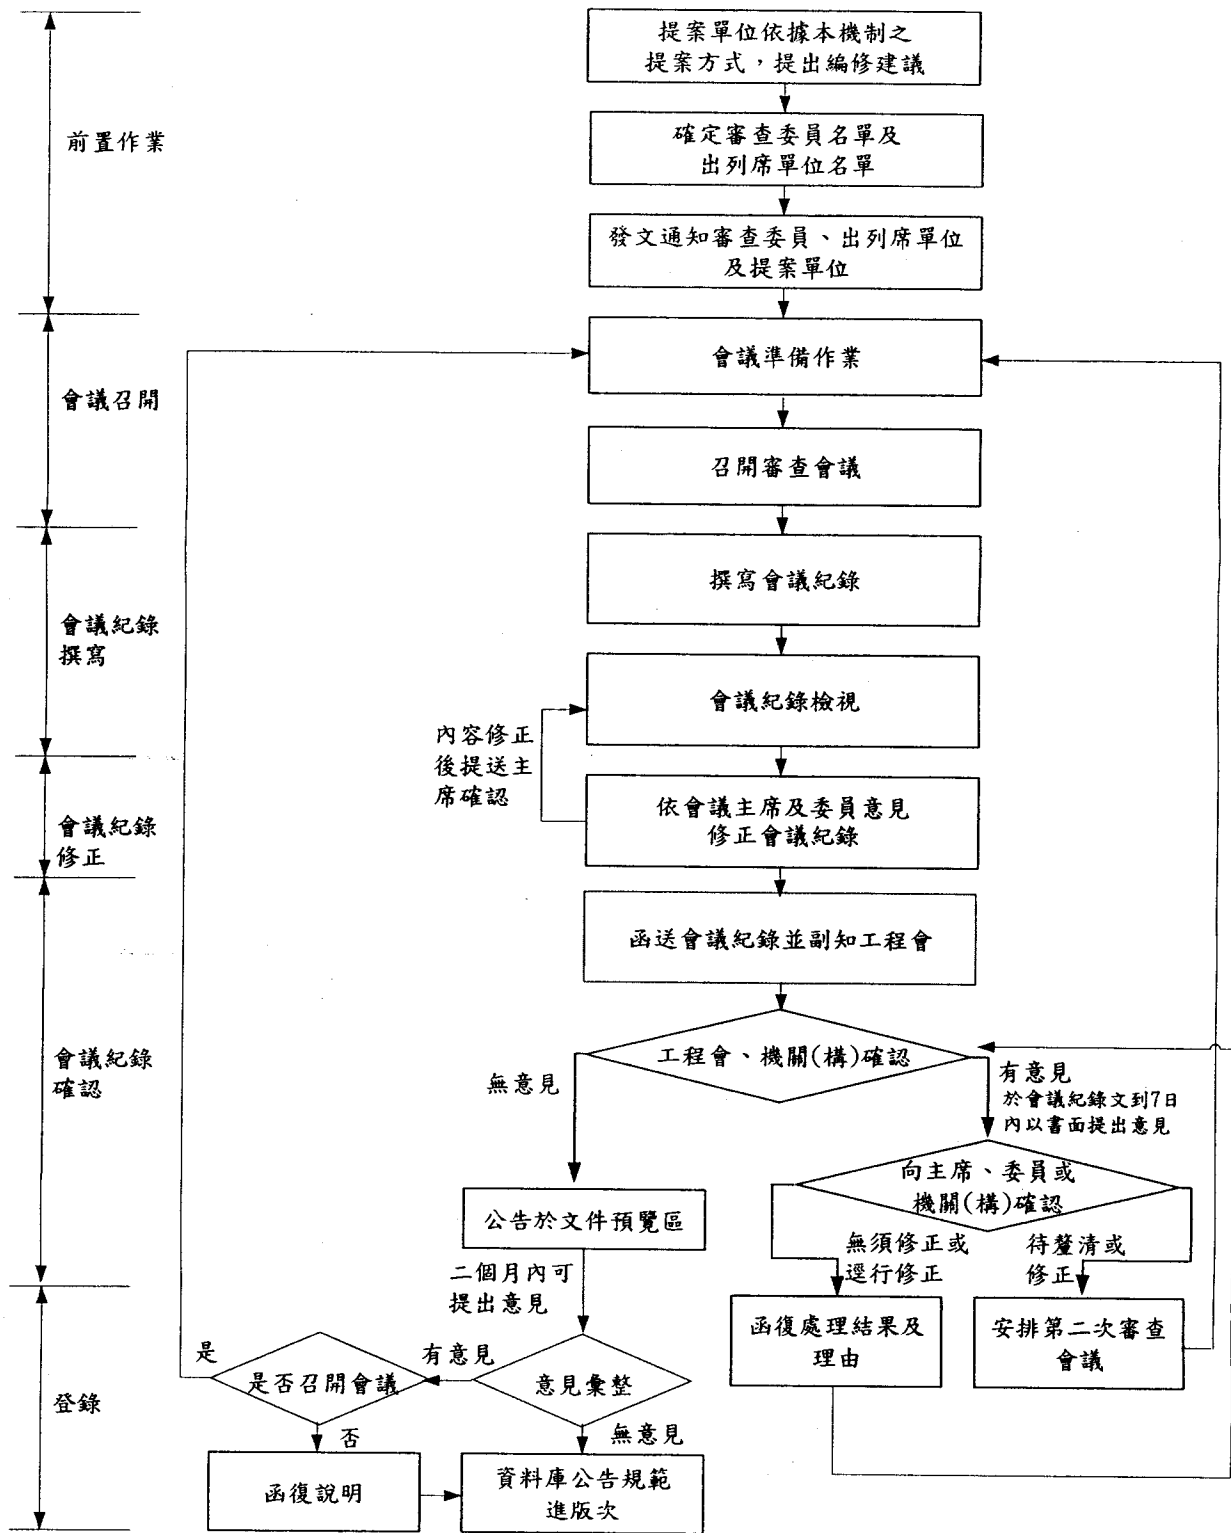 提案單位依據本機制之
提案方式，提出編修建議
前置作業
確定審查委員名單及
出列席單位名單
發文通知審查委員、出列席單位
及提案單位
會議準備作業
會議召開
召開審查會議
撰寫會議紀錄
會議紀錄
撰寫
會議紀錄檢視
內容修正
後提送主
席確認
依會議主席及委員意見
修正會議紀錄
會議紀錄
修正
函送會議紀錄並副知工程會
會議紀錄
確認
工程會、機關(構)確認
無意見
有意見
於會議紀錄文到7日
內以書面提出意見
向主席、委員或
機關(構)確認
公告於文件預覽區
無須修正或
逕行修正
待釐清或
修正
二個月內可
提出意見
函復處理結果及
理由
安排第二次審查
會議
是
有意見
是否召開會議
意見彙整
登錄
否
無意見
函復說明
資料庫公告規範
進版次